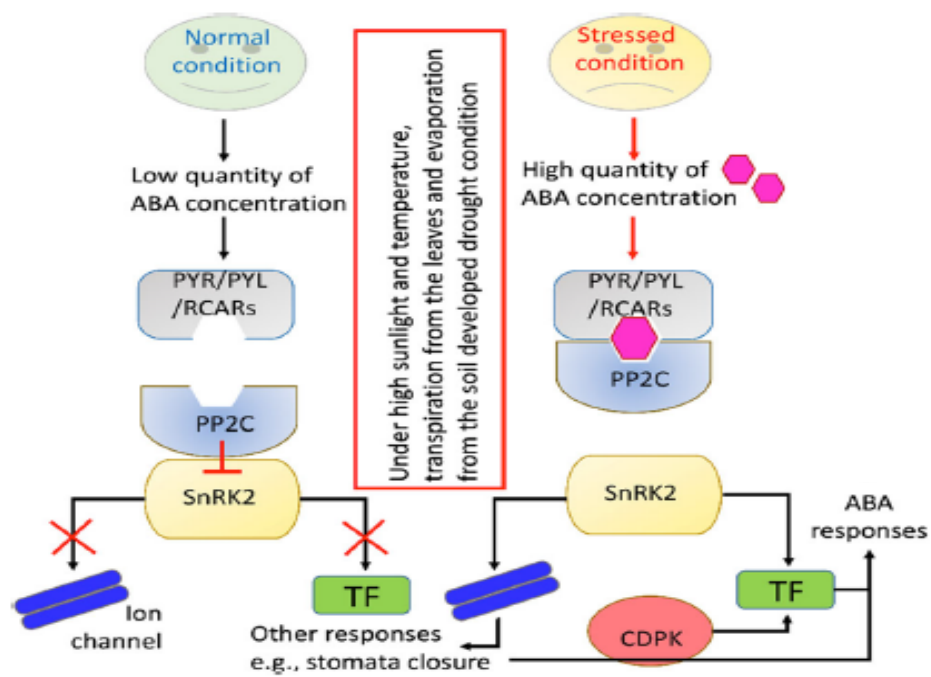 Normal
condition
Low quantity of
ABA concentration
PYR/PYL
/RCARs
PP2C
SnRK2
Ion
channel
TF
Other responses
e.g., stomata closure
Under high sunlight and temperature,
transpiration from the leaves and evaporation
from the soil developed drought condition
Stressed
condition
High quantity of
ABA concentration
PYR/PYL
/RCARs
PP2C
SnRK2
ABA
responses
TF
CDPK